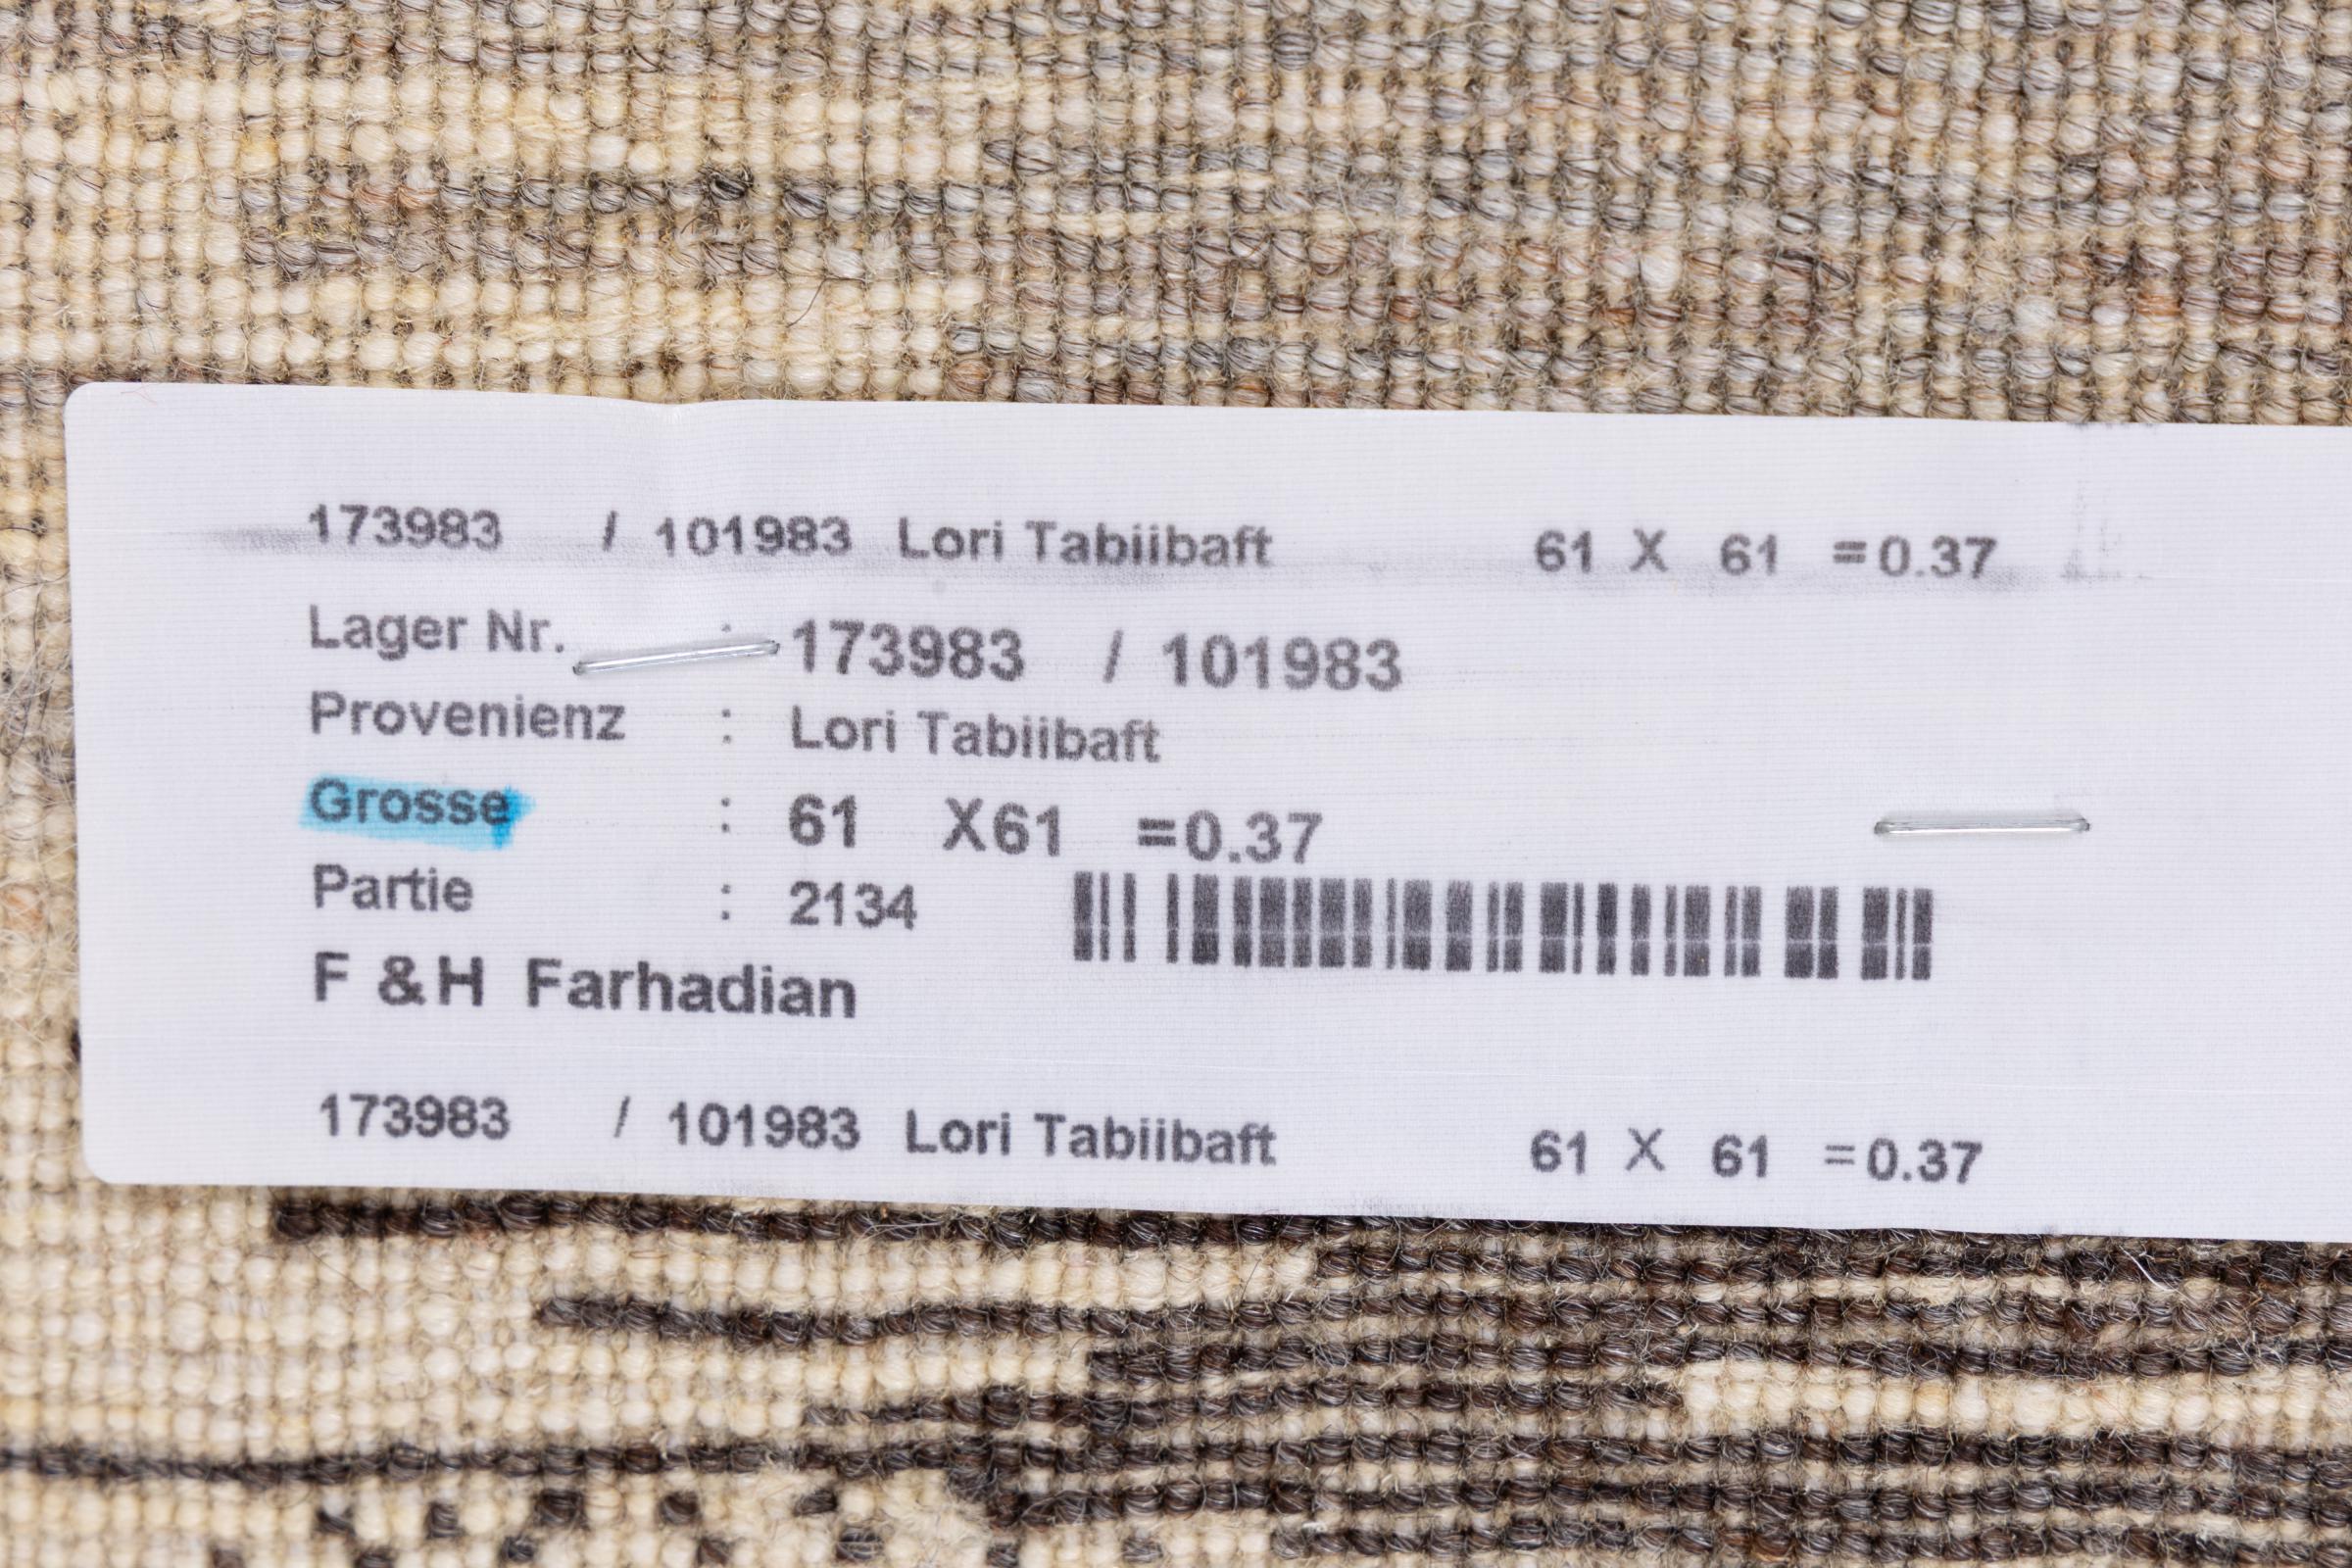 173983 / 101983 Lori Tabiibaft 61 X 61 =0.37
Lager Nr. : 173983 / 101983
Provenienz : Lori Tabiibaft
Grosse : 61 X61 =0.37
Partie : 2134
F & H Farhadian
173983 / 101983 Lori Tabiibaft 61 X 61 =0.37